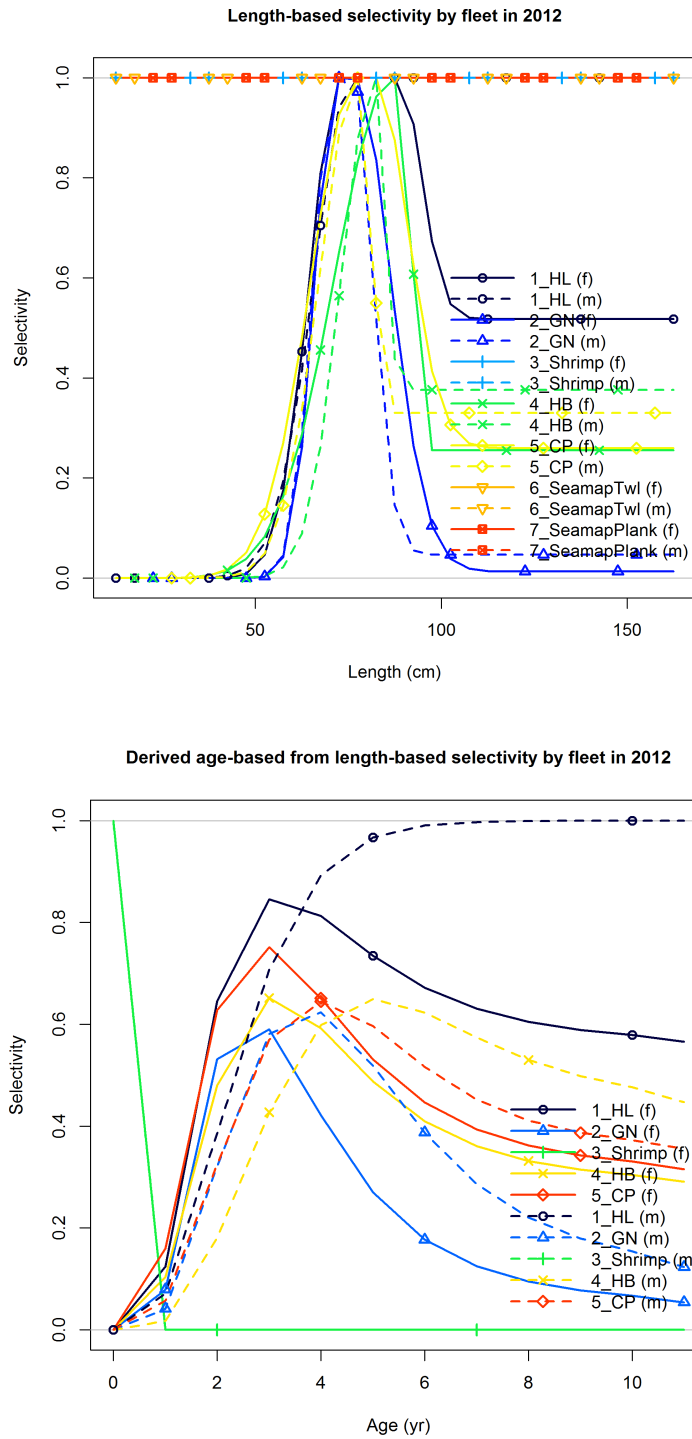 Length-based selectivity by fleet in 2012
1.0
0.8
0.6
0.4
0.2
0.0
Selectivity
1_HL (f)
1_HL (m)
2_GN (f)
2_GN (m)
3_Shrimp (f)
3_Shrimp (m)
4_HB (f)
4_HB (m)
5_CP (f)
5_CP (m)
6_SeamapTwl (f)
6_SeamapTwl (m)
7_SeamapPlank (f)
7_SeamapPlank (m)
50 100 150
Length (cm)
Derived age-based from length-based selectivity by fleet in 2012
1.0
0.8
0.6
0.4
0.2
0.0
Selectivity
1_HL (f)
2_GN (f)
3_Shrimp (f)
4_HB (f)
5_CP (f)
1_HL (m)
2_GN (m)
3_Shrimp (m
4_HB (m)
5_CP (m)
0 2 4 6 8 10
Age (yr)